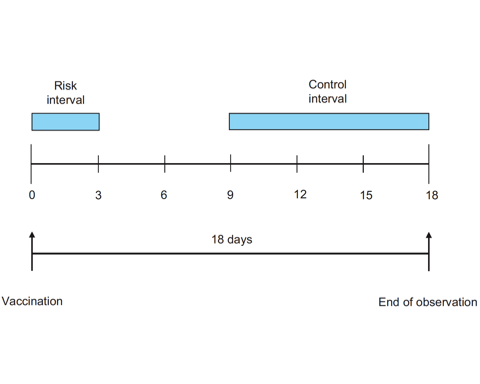 Risk
interval
Control
interval
0 3 6 9 12 15 18
18 days
Vaccination
End of observation